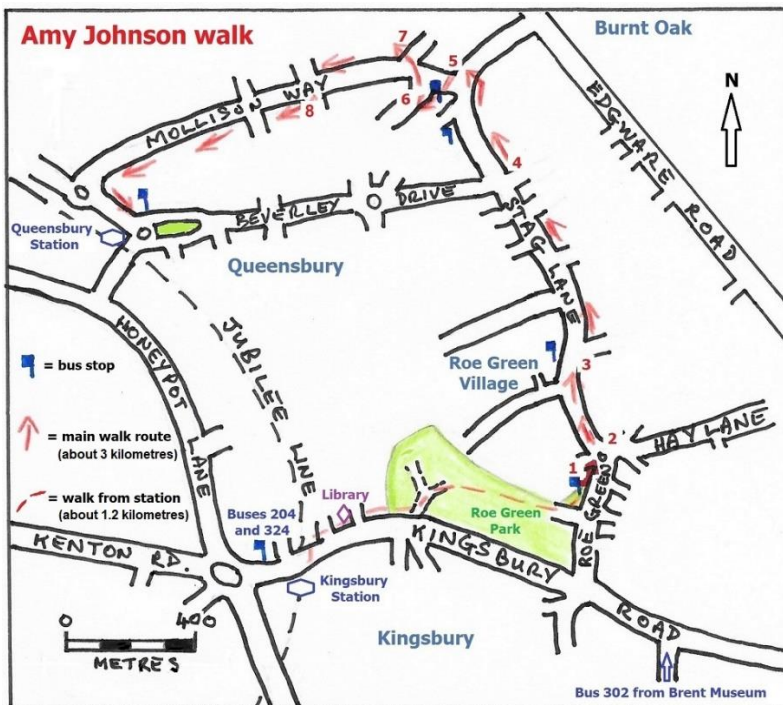 Amy Johnson walk
Burnt Oak
N
7
5
6
8
MOLLISON WAY
EDGWARE ROAD
4
Queensbury Station
BEVERLEY DRIVE
STAG LANE
Queensbury
HONEYPOT LANE
JUBILEE LINE
= bus stop
Roe Green
Village
3
= main walk route
(about 3 kilometres)
2
HAY LANE
1
= walk from station
(about 1.2 kilometres)
Library
Buses 204
and 324
Roe Green
Park
ROE GREEN
KENTON RD.
KINGSBURY ROAD
Kingsbury
Station
0
400
METRES
Kingsbury
Bus 302 from Brent Museum